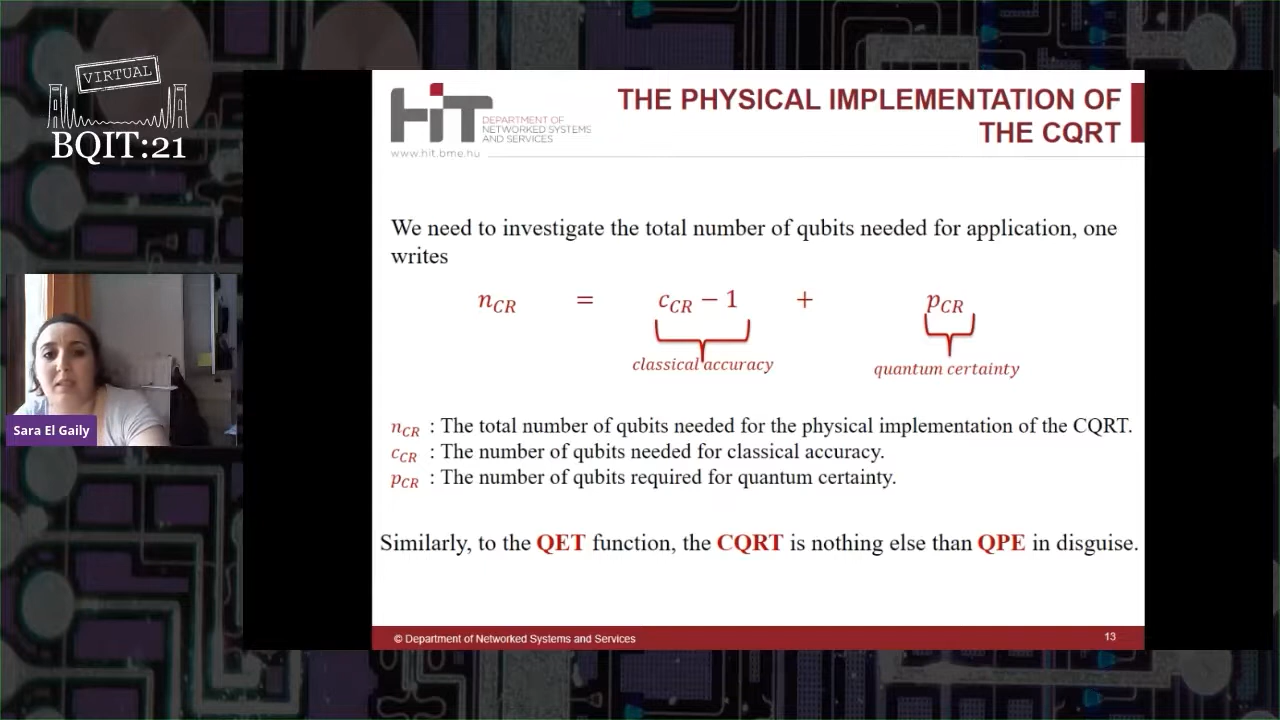 VIRTUAL
BQIT:21
HIT
DEPARTMENT OF
NETWORKED SYSTEMS
AND SERVICES
www.hit.bme.hu
THE PHYSICAL IMPLEMENTATION OF
THE CQRT
We need to investigate the total number of qubits needed for application, one
writes
n_CR = c_CR − 1 + p_CR
classical accuracy quantum certainty
n_CR : The total number of qubits needed for the physical implementation of the CQRT.
c_CR : The number of qubits needed for classical accuracy.
p_CR : The number of qubits required for quantum certainty.
Similarly, to the QET function, the CQRT is nothing else than QPE in disguise.
© Department of Networked Systems and Services
13
Sara El Gaily